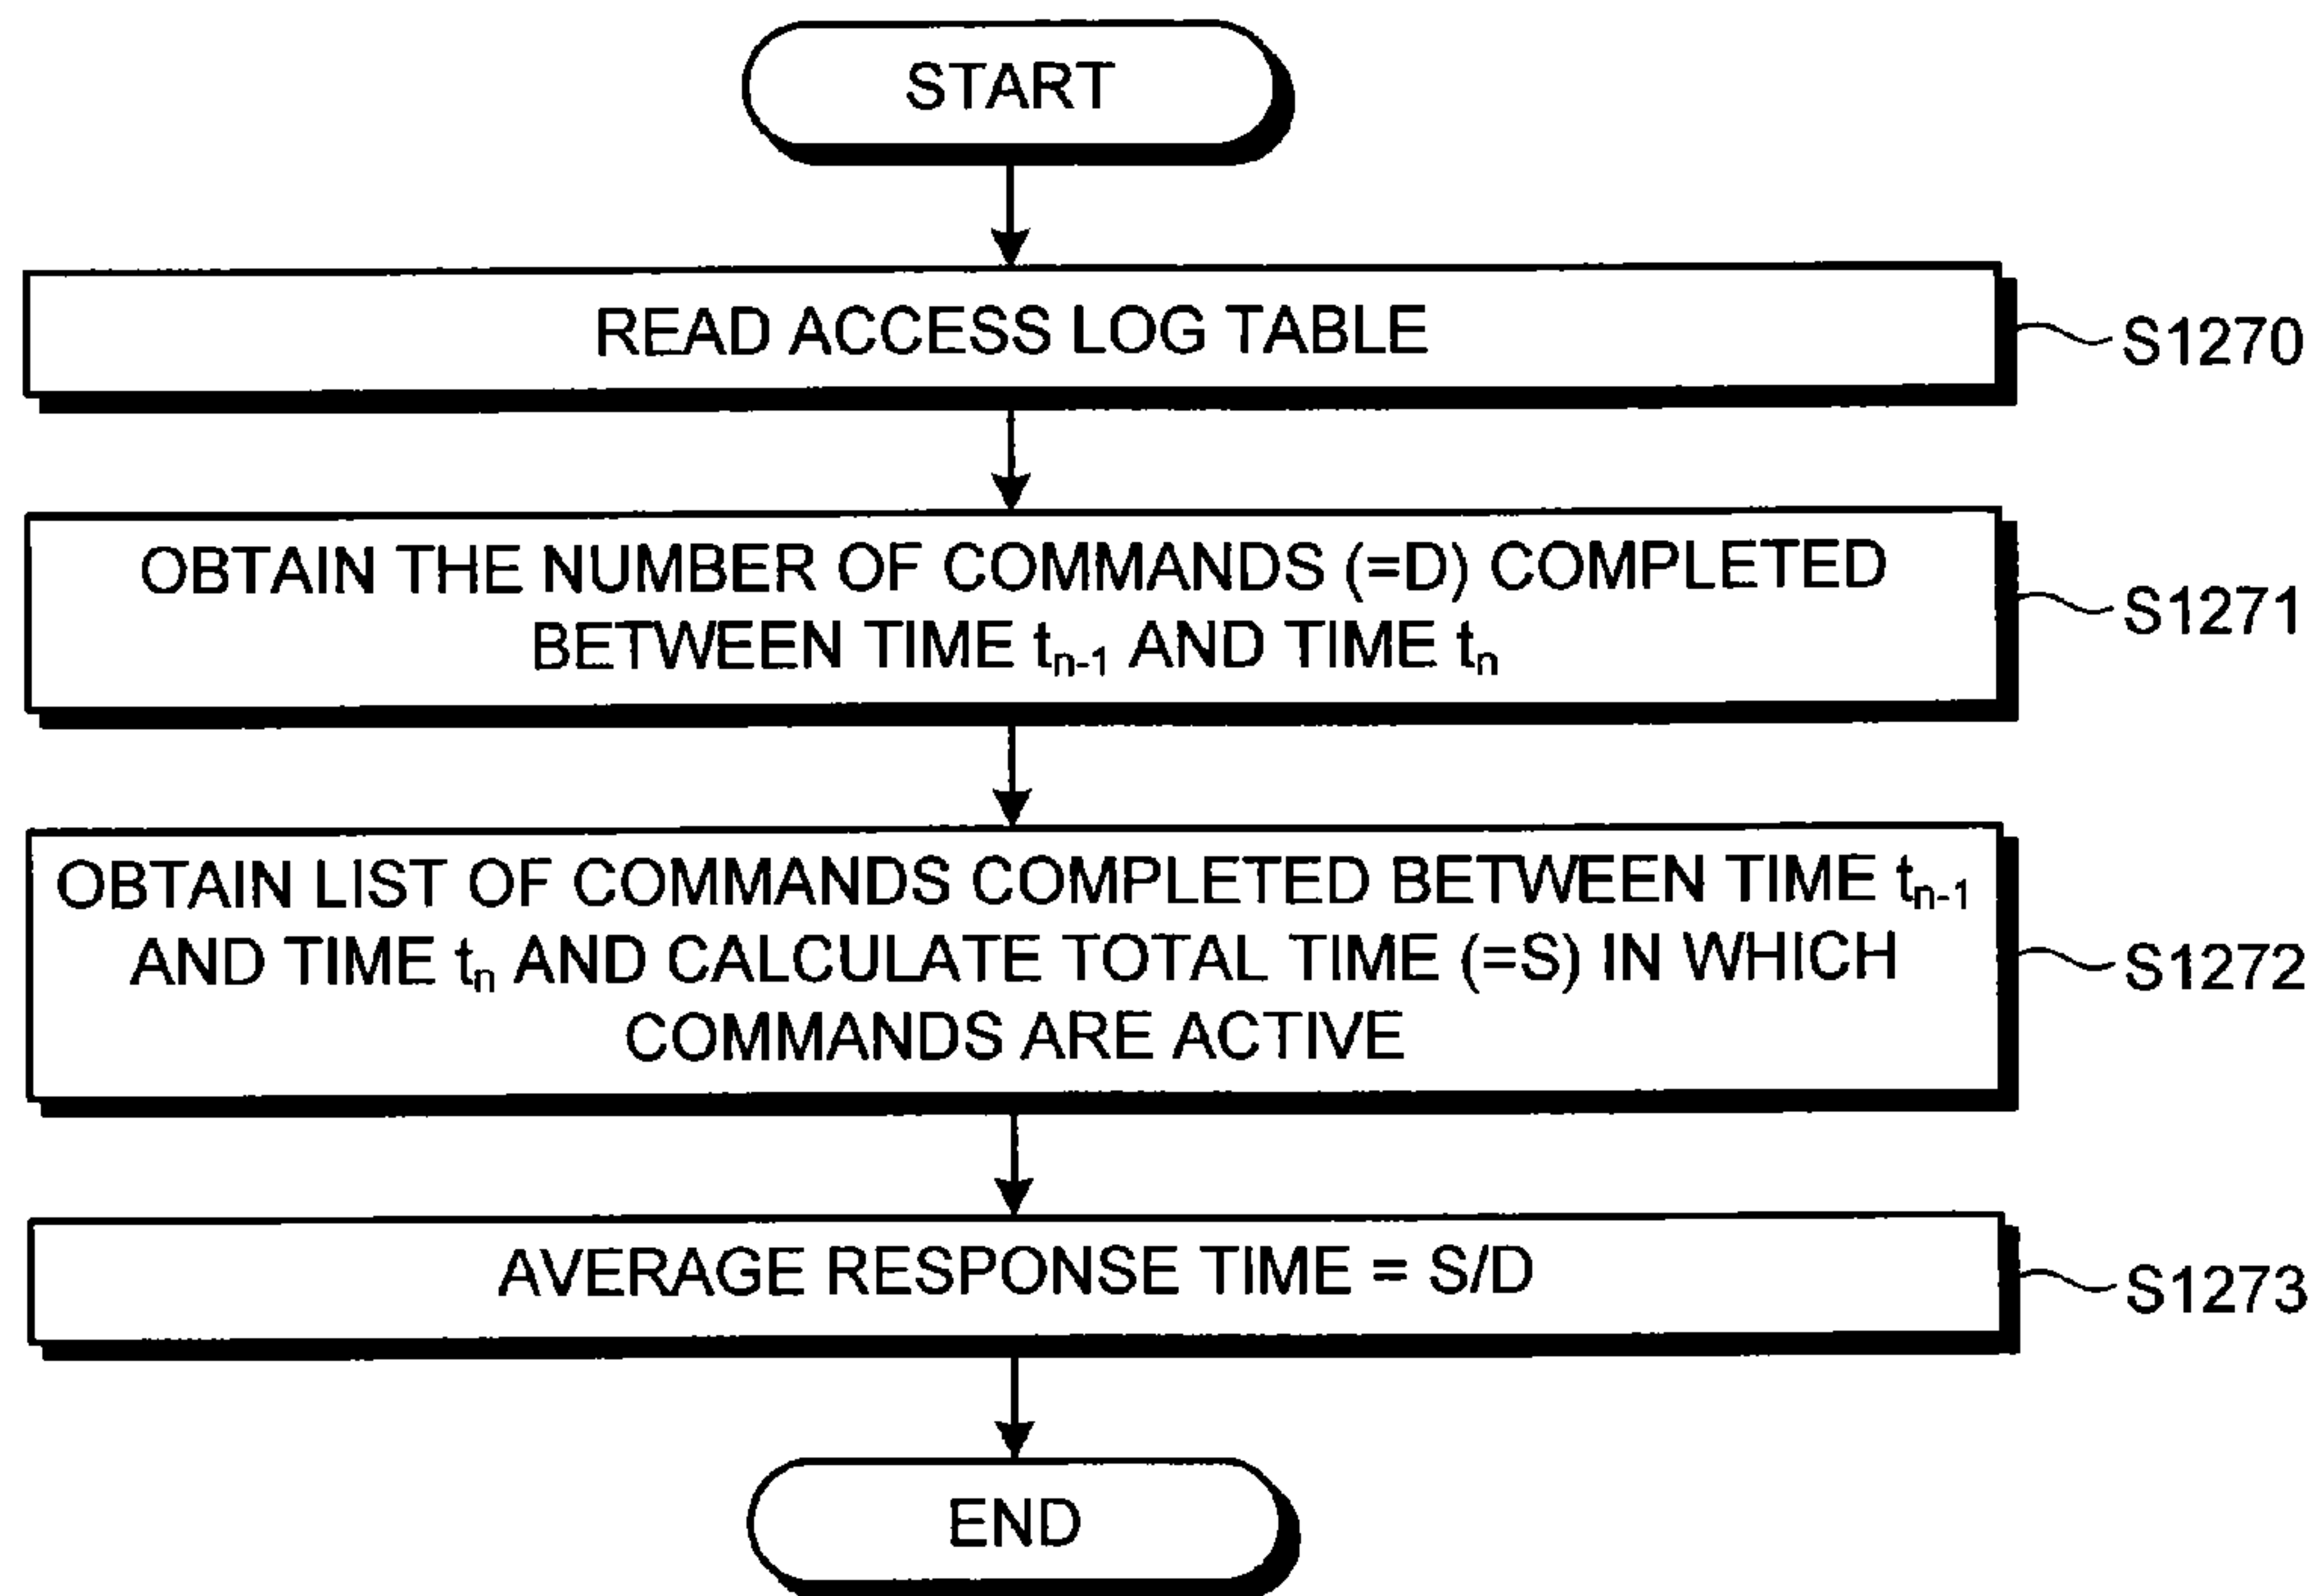 START
READ ACCESS LOG TABLE
S1270
OBTAIN THE NUMBER OF COMMANDS (=D) COMPLETED
BETWEEN TIME tn-1 AND TIME tn
S1271
OBTAIN LIST OF COMMANDS COMPLETED BETWEEN TIME tn-1
AND TIME tn AND CALCULATE TOTAL TIME (=S) IN WHICH
COMMANDS ARE ACTIVE
S1272
AVERAGE RESPONSE TIME = S/D
S1273
END